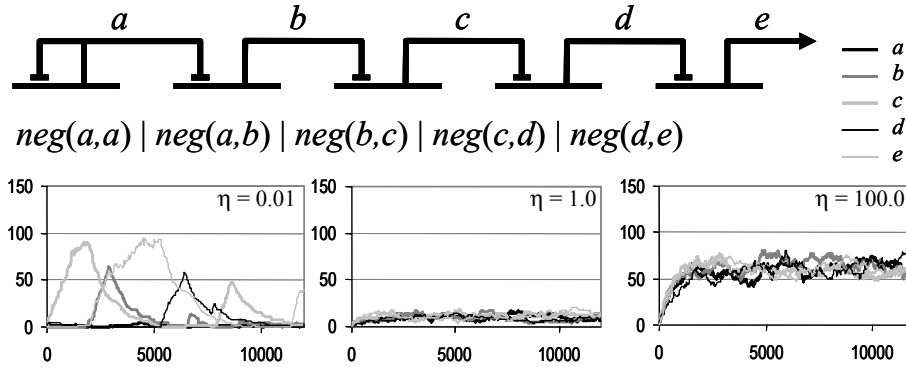 a b c d e
a
b
c
d
e
neg(a,a) | neg(a,b) | neg(b,c) | neg(c,d) | neg(d,e)
150
100
50
0
0 5000 10000
η = 0.01
150
100
50
0
0 5000 10000
η = 1.0
150
100
50
0
0 5000 10000
η = 100.0